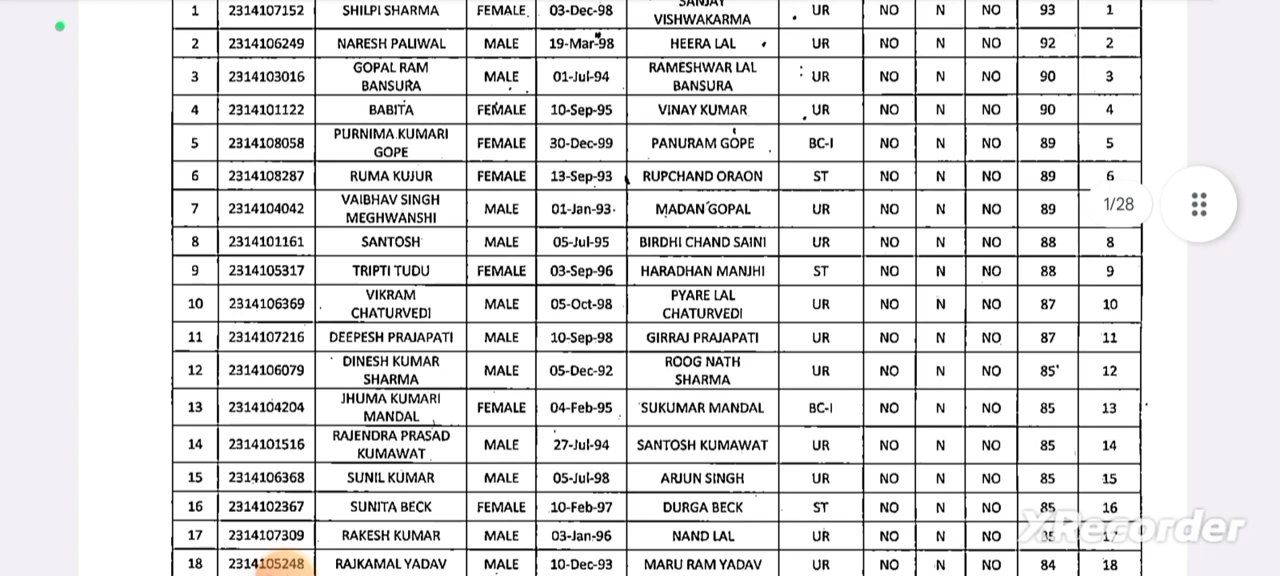 1 2314107152 SHILPI SHARMA FEMALE 03-Dec-98 SANJAY VISHWAKARMA UR NO N NO 93 1
2 2314106249 NARESH PALIWAL MALE 19-Mar-98 HEERA LAL UR NO N NO 92 2
3 2314103016 GOPAL RAM BANSURA MALE 01-Jul-94 RAMESHWAR LAL BANSURA UR NO N NO 90 3
4 2314101122 BABITA FEMALE 10-Sep-95 VINAY KUMAR UR NO N NO 90 4
5 2314108058 PURNIMA KUMARI GOPE FEMALE 30-Dec-99 PANURAM GOPE BC-I NO N NO 89 5
6 2314108287 RUMA KUJUR FEMALE 13-Sep-93 RUPCHAND ORAON ST NO N NO 89 6
7 2314104042 VAIBHAV SINGH MEGHWANSHI MALE 01-Jan-93 MADAN GOPAL UR NO N NO 89
1/28
8 2314101161 SANTOSH MALE 05-Jul-95 BIRDHI CHAND SAINI UR NO N NO 88 8
9 2314105317 TRIPTI TUDU FEMALE 03-Sep-96 HARADHAN MANJHI ST NO N NO 88 9
10 2314106369 VIKRAM CHATURVEDI MALE 05-Oct-98 PYARE LAL CHATURVEDI UR NO N NO 87 10
11 2314107216 DEEPESH PRAJAPATI MALE 10-Sep-98 GIRRAJ PRAJAPATI UR NO N NO 87 11
12 2314106079 DINESH KUMAR SHARMA MALE 05-Dec-92 ROOG NATH SHARMA UR NO N NO 85 12
13 2314104204 JHUMA KUMARI MANDAL FEMALE 04-Feb-95 SUKUMAR MANDAL BC-I NO N NO 85 13
14 2314101516 RAJENDRA PRASAD KUMAWAT MALE 27-Jul-94 SANTOSH KUMAWAT UR NO N NO 85 14
15 2314106368 SUNIL KUMAR MALE 05-Jul-98 ARJUN SINGH UR NO N NO 85 15
16 2314102367 SUNITA BECK FEMALE 10-Feb-97 DURGA BECK ST NO N NO 85 16
17 2314107309 RAKESH KUMAR MALE 03-Jan-96 NAND LAL UR NO N NO 85 17
XRecorder
18 2314105248 RAJKAMAL YADAV MALE 10-Dec-93 MARU RAM YADAV UR NO N NO 84 18